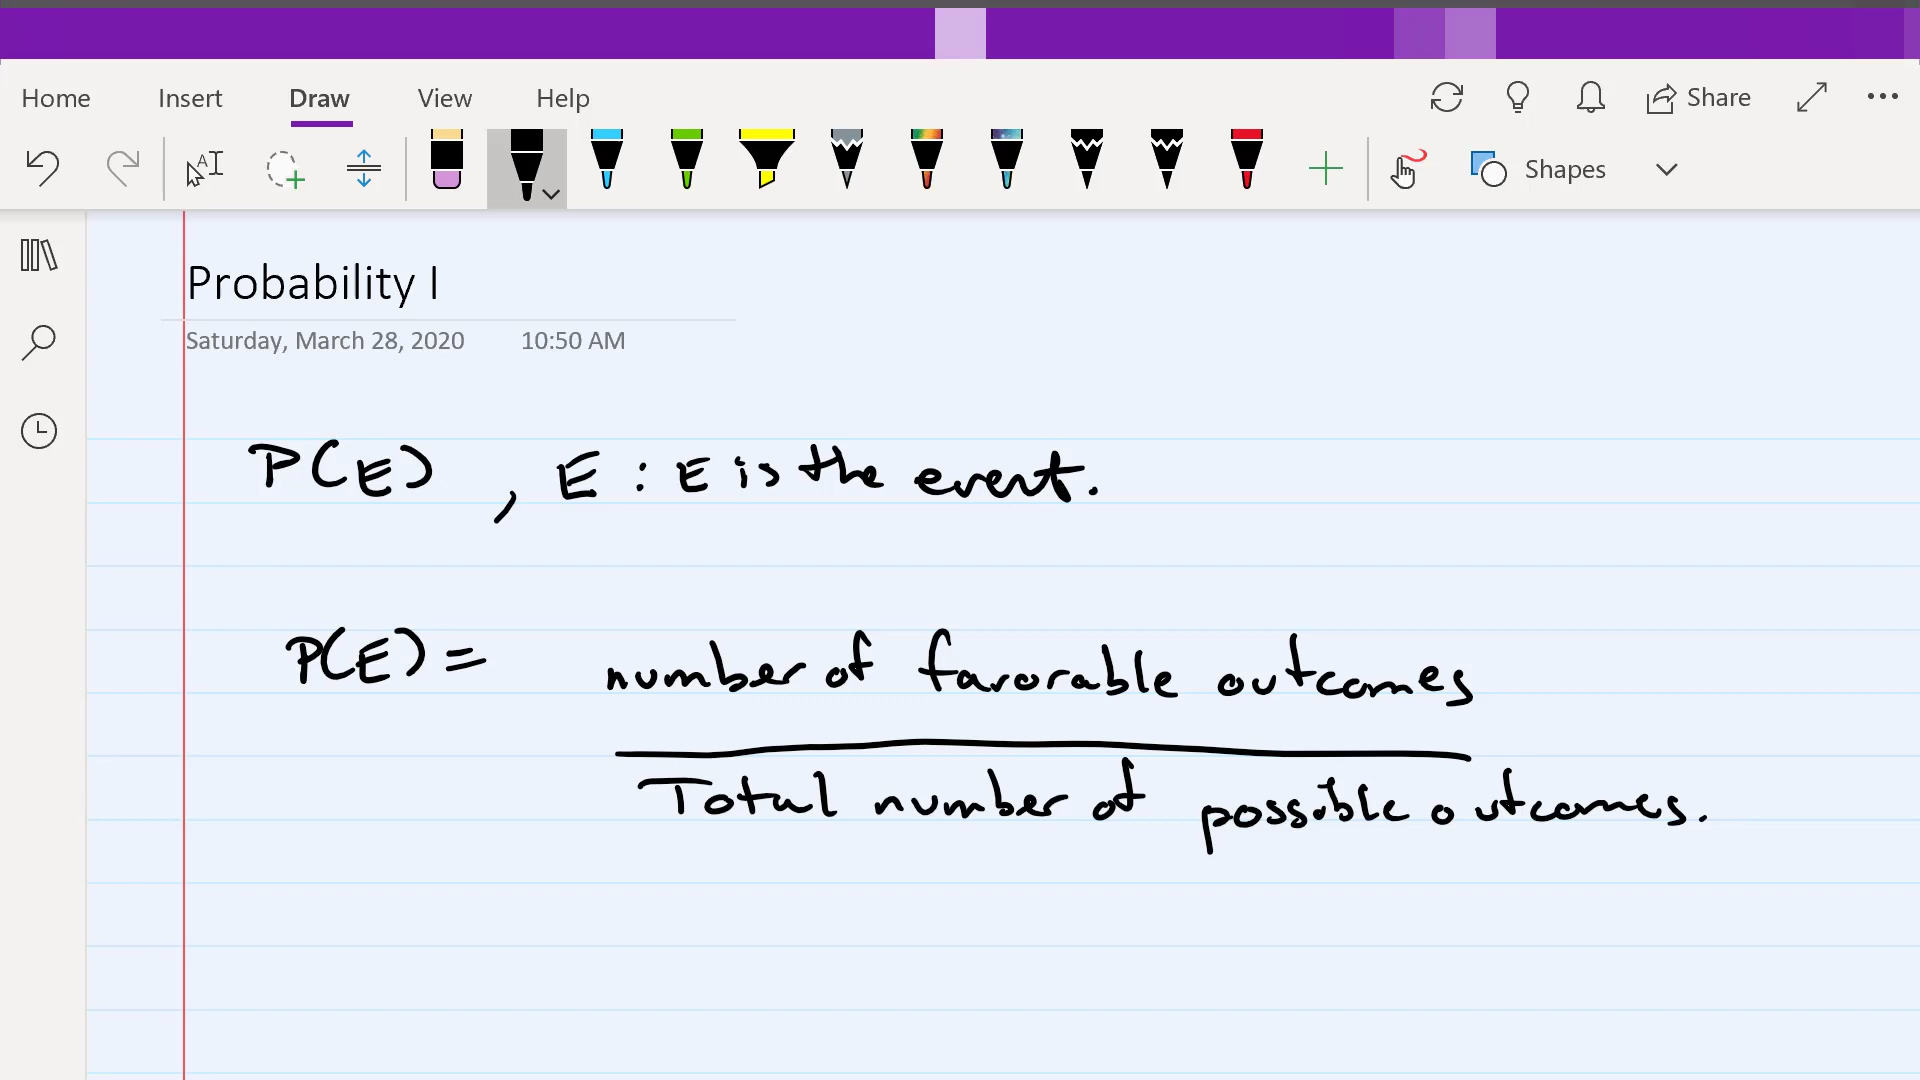 Home Insert Draw View Help Share
Shapes
Probability I
Saturday, March 28, 2020 10:50 AM
P(E) , E : E is the event.
P(E) = number of favorable outcomes
Total number of possible outcomes.